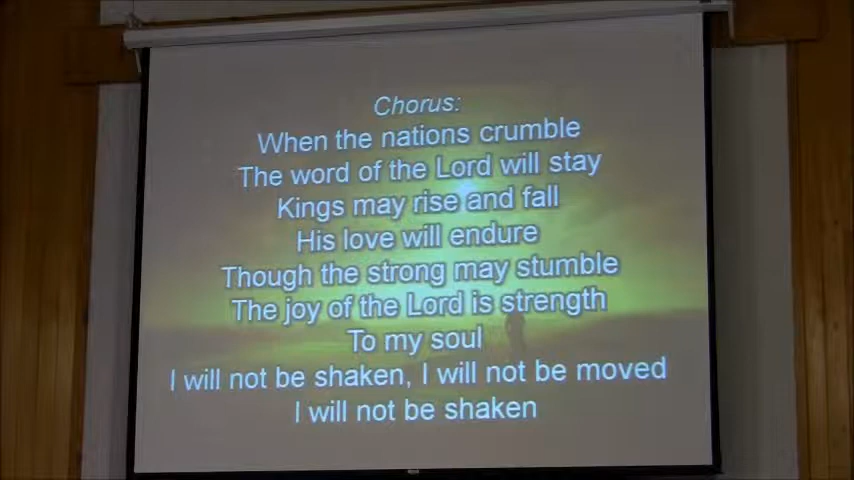 Chorus:
When the nations crumble
The word of the Lord will stay
Kings may rise and fall
His love will endure
Though the strong may stumble
The joy of the Lord is strength
To my soul
I will not be shaken, I will not be moved
I will not be shaken